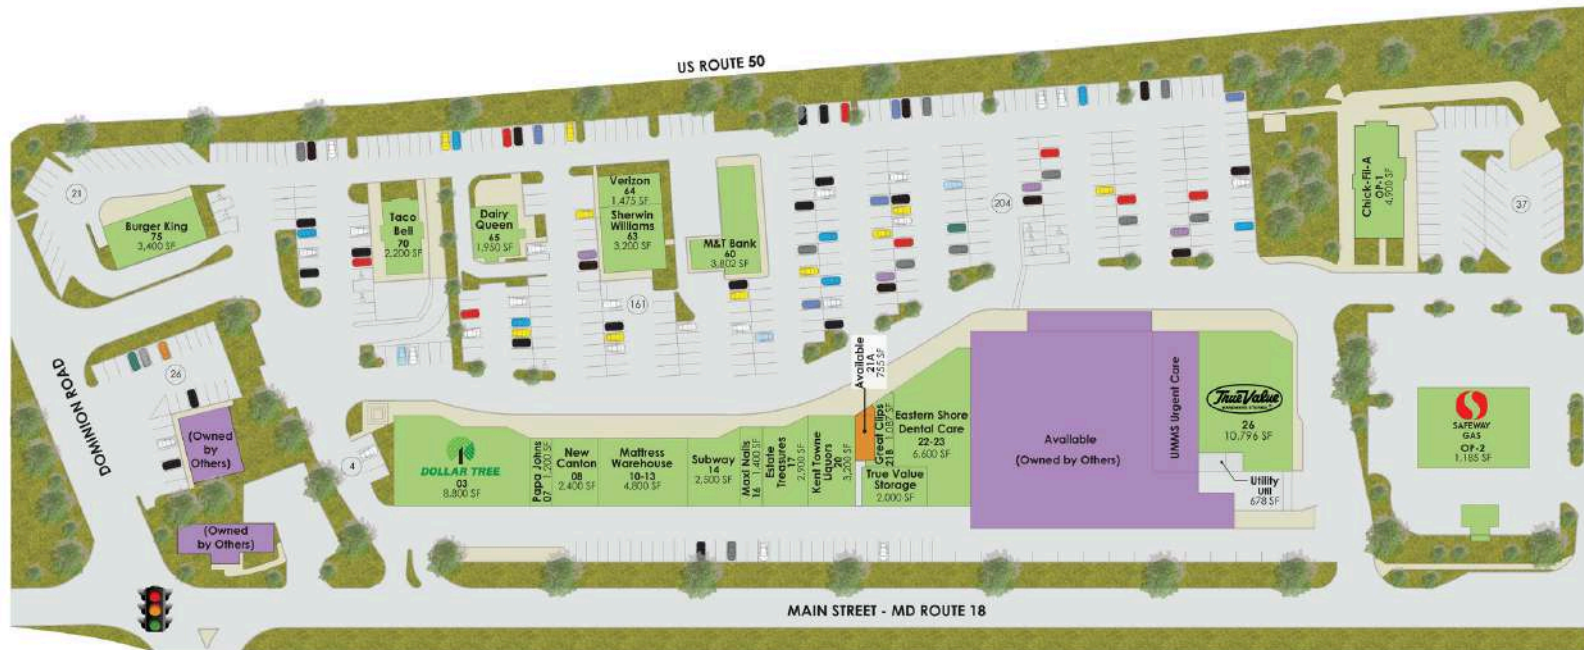 US ROUTE 50
21
Burger King
75
3,400 SF
Taco
Bell
70
2,200 SF
Dairy
Queen
65
1,950 SF
Verizon
64
1,475 SF
Sherwin
Williams
63
3,200 SF
M&T Bank
60
3,802 SF
161
204
Chick-Fil-A
OP-1
4,900 SF
37
DOMINION ROAD
26
(Owned
by
Others)
4
(Owned
by Others)
DOLLAR TREE
03
8,800 SF
Papa Johns
07 1,200 SF
New
Canton
08
2,400 SF
Mattress
Warehouse
10-13
4,800 SF
Subway
14
2,500 SF
Maxi Nails
16 1,400 SF
Estate
Treasures
17
2,900 SF
Kent Towne
Liquors
20
3,200 SF
Available
21A
755 SF
Great Clips
21B 1,087 SF
True Value
Storage
2,000 SF
Eastern Shore
Dental Care
22-23
6,600 SF
Available
(Owned by Others)
UMMS Urgent Care
True Value
26
10,796 SF
Utility
Util
678 SF
SAFEWAY
GAS
OP-2
1,185 SF
MAIN STREET - MD ROUTE 18